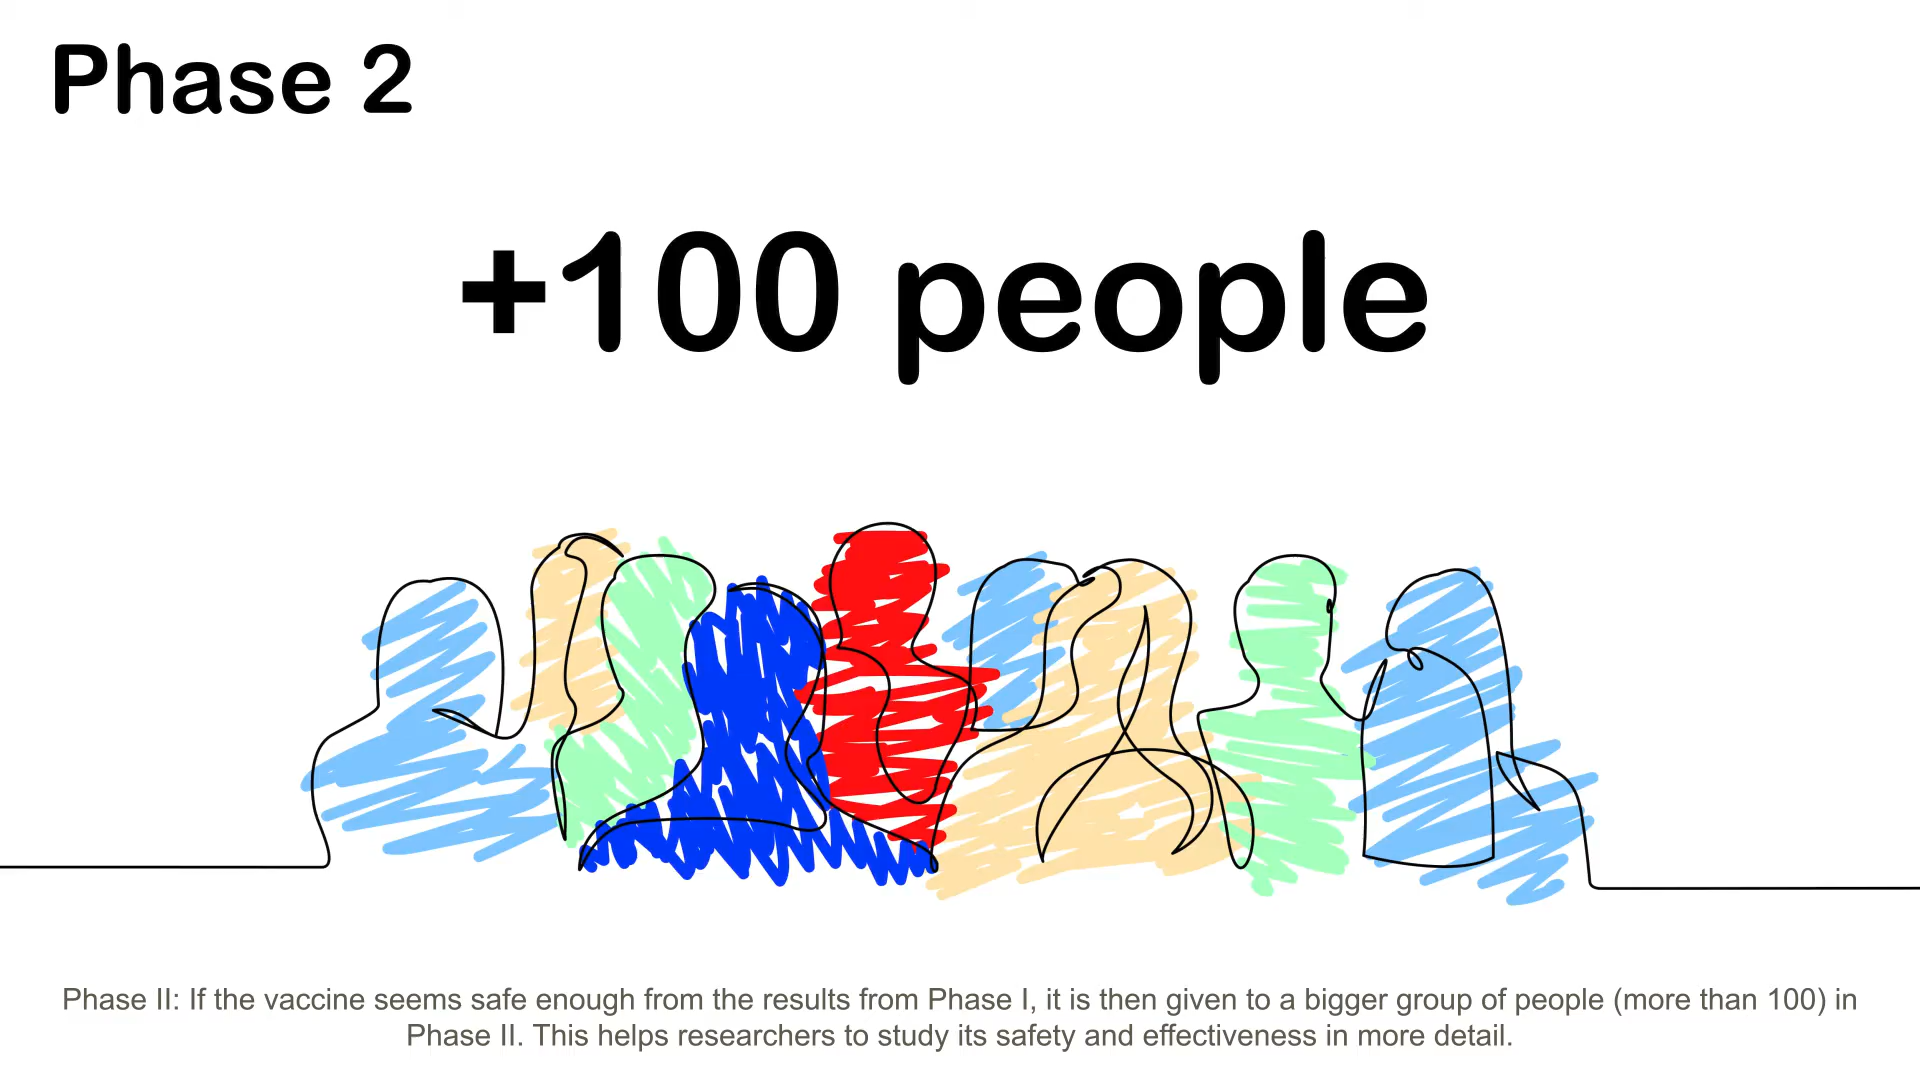 Phase 2
+100 people
Phase II: If the vaccine seems safe enough from the results from Phase I, it is then given to a bigger group of people (more than 100) in
Phase II. This helps researchers to study its safety and effectiveness in more detail.